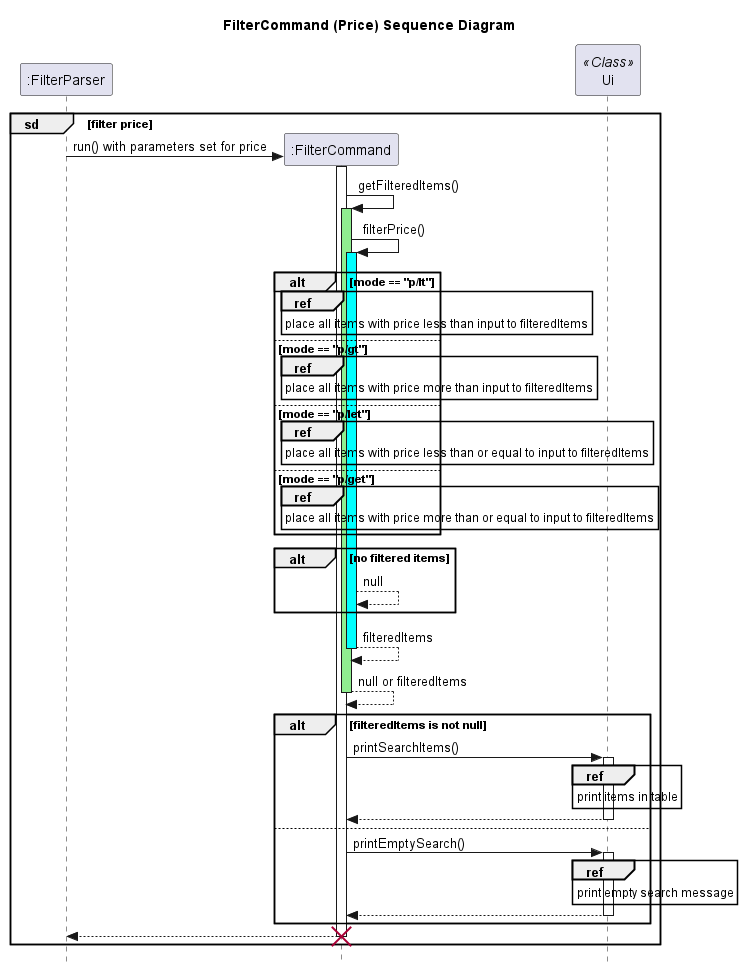 FilterCommand (Price) Sequence Diagram
«Class»
:FilterParser
Ui
sd [filter price]
run() with parameters set for price
:FilterCommand
getFilteredItems()
filterPrice()
alt [mode == "p/lt"]
ref
place all items with price less than input to filteredItems
[mode == "p/gt"]
ref
place all items with price more than input to filteredItems
[mode == "p/let"]
ref
place all items with price less than or equal to input to filteredItems
[mode == "p/get"]
ref
place all items with price more than or equal to input to filteredItems
alt [no filtered items]
null
filteredItems
null or filteredItems
alt [filteredItems is not null]
printSearchItems()
ref
print items in table
printEmptySearch()
ref
print empty search message